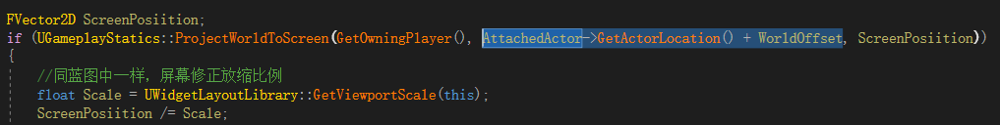 FVector2D ScreenPosiition;
if (UGameplayStatics::ProjectWorldToScreen(GetOwningPlayer(), AttachedActor->GetActorLocation() + WorldOffset, ScreenPosiition))
{
//同蓝图中一样，屏幕修正放缩比例
float Scale = UWidgetLayoutLibrary::GetViewportScale(this);
ScreenPosiition /= Scale;